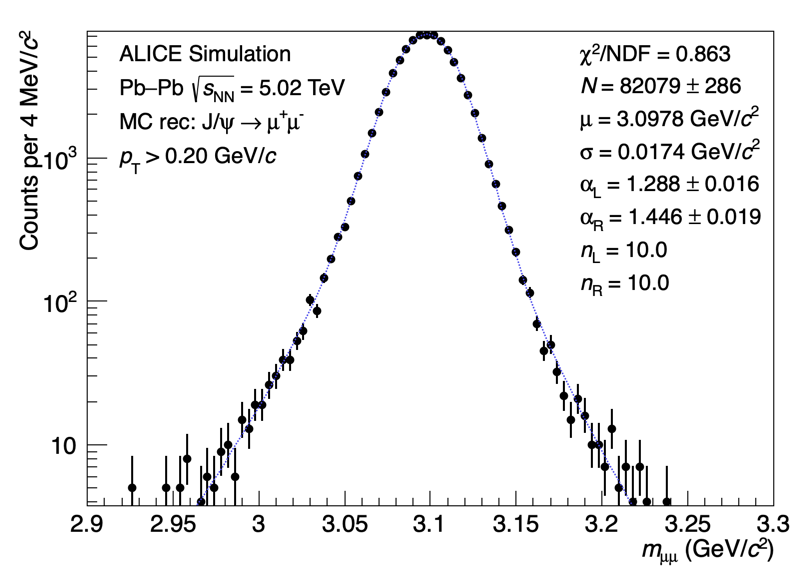 ALICE Simulation
Pb–Pb √sNN = 5.02 TeV
MC rec: J/ψ → μ⁺μ⁻
pT > 0.20 GeV/c
χ²/NDF = 0.863
N = 82079 ± 286
μ = 3.0978 GeV/c²
σ = 0.0174 GeV/c²
αL = 1.288 ± 0.016
αR = 1.446 ± 0.019
nL = 10.0
nR = 10.0
Counts per 4 MeV/c²
10³
10²
10
2.9 2.95 3 3.05 3.1 3.15 3.2 3.25 3.3
mμμ (GeV/c²)